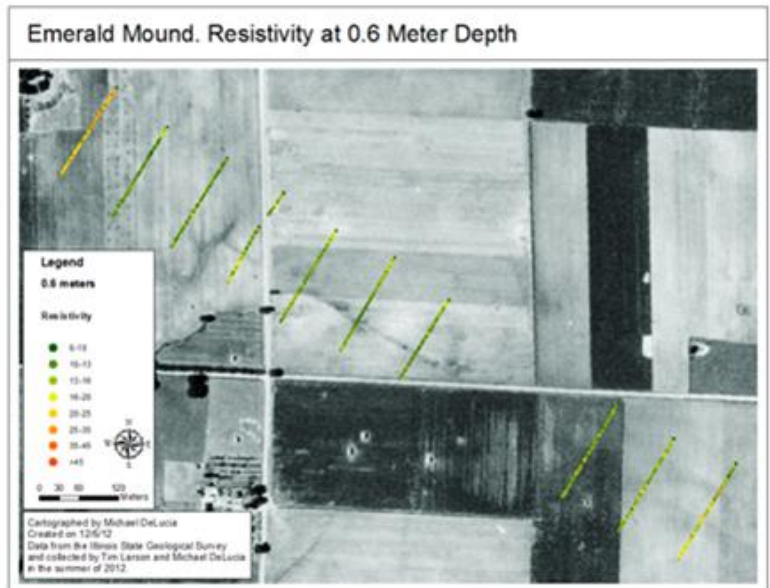 Emerald Mound. Resistivity at 0.6 Meter Depth
Legend
0.6 meters
Resistivity
10-13
13-16
16-20
20-25
25-35
35-45
>45
N
W E
S
0 30 60 120
Meters
Cartographed by Michael DeLucia
Created on 12/6/12
Data from the Illinois State Geological Survey
and collected by Tim Larson and Michael DeLucia
in the summer of 2012.